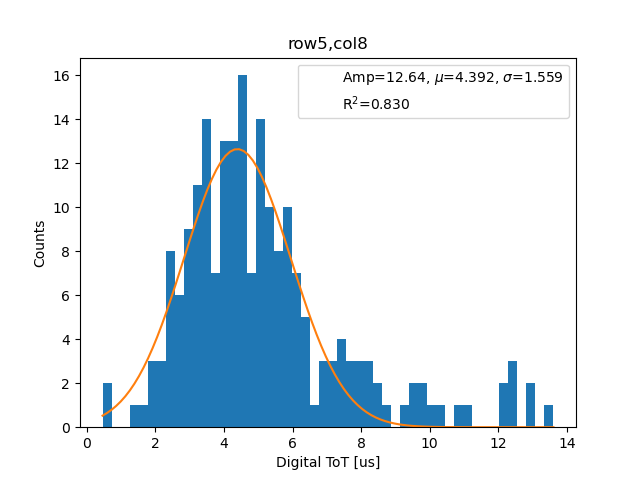 row5,col8
Amp=12.64, μ=4.392, σ=1.559
R²=0.830
16
14
12
10
8
6
4
2
0
Counts
0 2 4 6 8 10 12 14
Digital ToT [us]